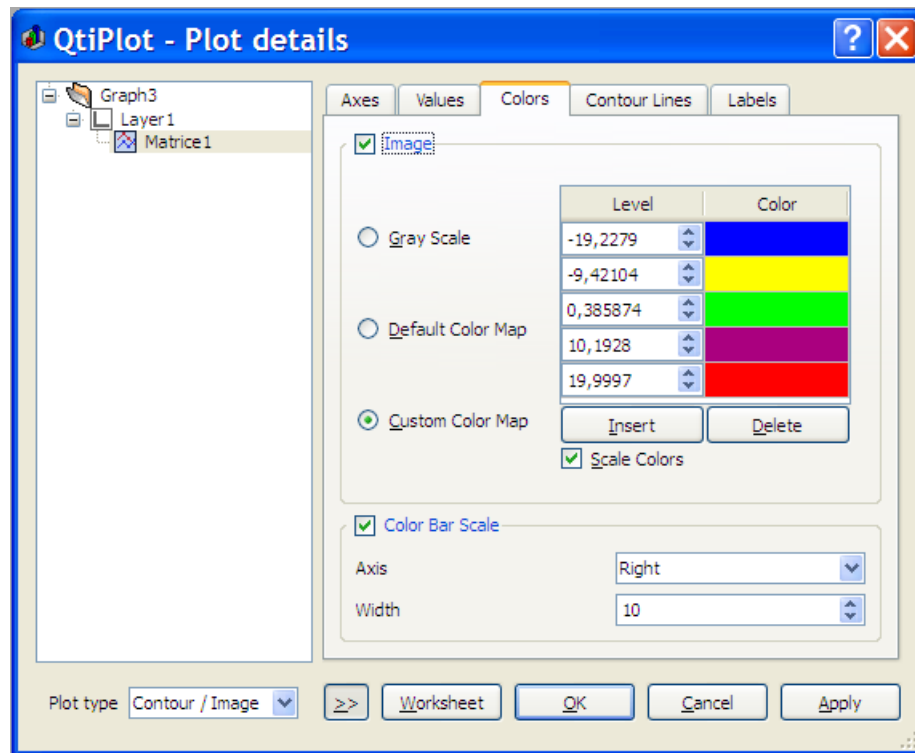 QtiPlot - Plot details
Graph3
Layer1
Matrice1
Axes Values Colors Contour Lines Labels
Image
Level Color
Gray Scale
-19,2279
-9,42104
0,385874
Default Color Map
10,1928
19,9997
Custom Color Map
Insert Delete
Scale Colors
Color Bar Scale
Axis Right
Width 10
Plot type Contour / Image >> Worksheet OK Cancel Apply